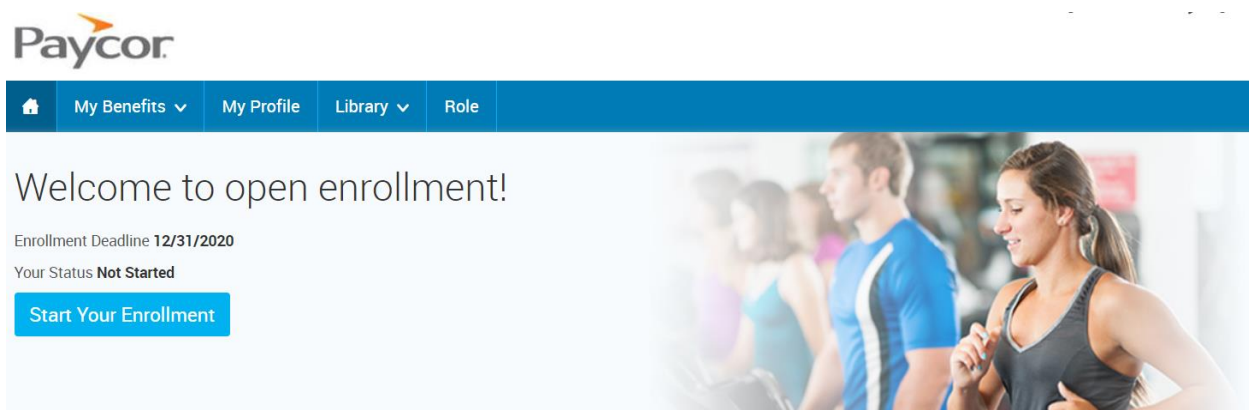 Paycor
My Benefits
My Profile
Library
Role
Welcome to open enrollment!
Enrollment Deadline 12/31/2020
Your Status Not Started
Start Your Enrollment